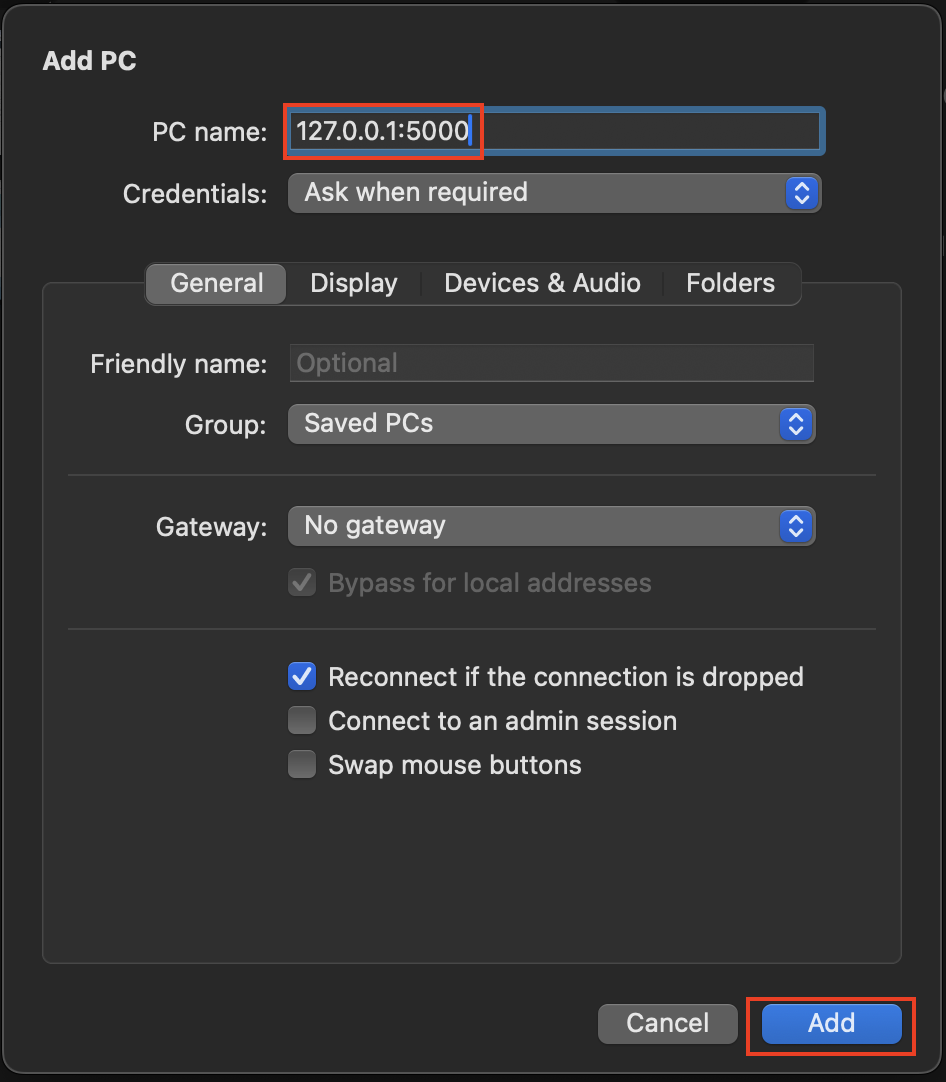 Add PC
PC name: 127.0.0.1:5000
Credentials: Ask when required
General Display Devices & Audio Folders
Friendly name: Optional
Group: Saved PCs
Gateway: No gateway
Bypass for local addresses
Reconnect if the connection is dropped
Connect to an admin session
Swap mouse buttons
Cancel Add